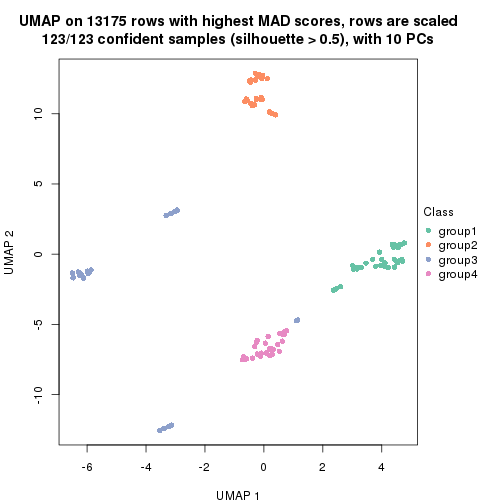 UMAP on 13175 rows with highest MAD scores, rows are scaled
123/123 confident samples (silhouette > 0.5), with 10 PCs
10
5
0
-5
-10
UMAP 2
-6
-4
-2
0
2
4
UMAP 1
Class
group1
group2
group3
group4